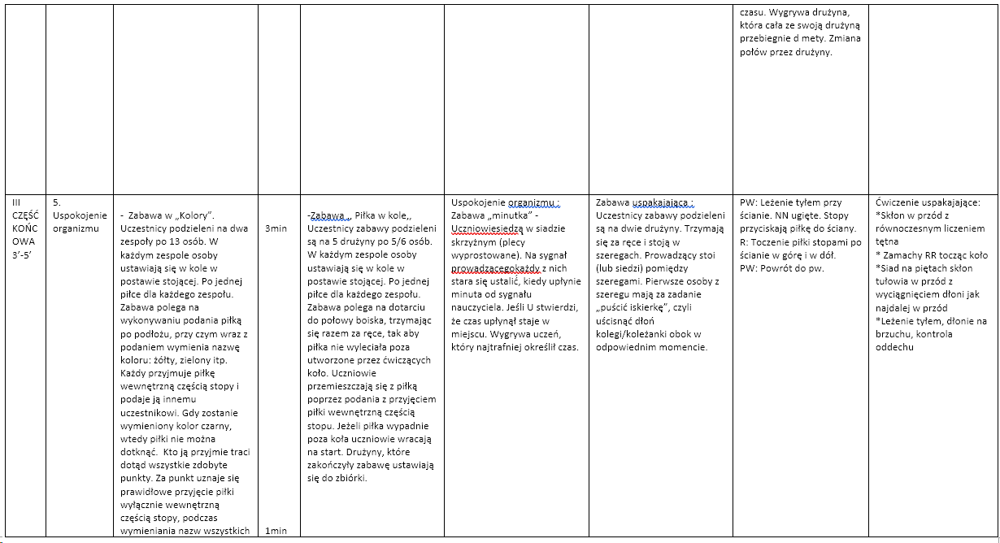 czasu. Wygrywa drużyna,
która cała ze swoją drużyną
przebiegnie d mety. Zmiana
połów przez drużyny.
III
CZĘŚĆ
KOŃC
OWA
3’-5’
5.
Uspokojenie
organizmu
- Zabawa w „Kolory”.
Uczestnicy podzieleni na dwa
zespoły po 13 osób. W
każdym zespole osoby
ustawiają się w kole w
postawie stojącej. Po jednej
piłce dla każdego zespołu.
Zabawa polega na
wykonywaniu podania piłką
po podłożu, przy czym wraz z
podaniem wymienia nazwę
koloru: żółty, zielony itp.
Każdy przyjmuje piłkę
wewnętrzną częścią stopy i
podaje ją innemu
uczestnikowi. Gdy zostanie
wymieniony kolor czarny,
wtedy piłki nie można
dotknąć. Kto ją przyjmie traci
dotąd wszystkie zdobyte
punkty. Za punkt uznaje się
prawidłowe przyjęcie piłki
wyłącznie wewnętrzną
częścią stopy, podczas
wymieniania nazw wszystkich
3min
1min
-Zabawa „ Piłka w kole,,
Uczestnicy zabawy podzieleni
są na 5 drużyny po 5/6 osób.
W każdym zespole osoby
ustawiają się w kole w
postawie stojącej. Po jednej
piłce dla każdego zespołu.
Zabawa polega na dotarciu
do połowy boiska, trzymając
się razem za ręce, tak aby
piłka nie wyleciała poza
utworzone przez ćwiczących
koło. Uczniowie
przemieszczają się z piłką
poprzez podania z przyjęciem
piłki wewnętrzną częścią
stopu. Jeżeli piłka wypadnie
poza koła uczniowie wracają
na start. Drużyny, które
zakończyły zabawę ustawiają
się do zbiórki.
Uspokojenie organizmu :
Zabawa „minutka” -
Uczniowiesiedzą w siadzie
skrzyżnym (plecy
wyprostowane). Na sygnał
prowadzącegokażdy z nich
stara się ustalić, kiedy upłynie
minuta od sygnału
nauczyciela. Jeśli U stwierdzi,
że czas upłynął staje w
miejscu. Wygrywa uczeń,
który najtrafniej określił czas.
Zabawa uspakajająca :
Uczestnicy zabawy podzieleni
są na dwie drużyny. Trzymają
się za ręce i stoją w
szeregach. Prowadzący stoi
(lub siedzi) pomiędzy
szeregami. Pierwsze osoby z
szeregu mają za zadanie
„puścić iskierkę”, czyli
uścisnąć dłoń
kolegi/koleżanki obok w
odpowiednim momencie.
PW: Leżenie tyłem przy
ścianie. NN ugięte. Stopy
przyciskają piłkę do ściany.
R: Toczenie piłki stopami po
ścianie w górę i w dół.
PW: Powrót do pw.
Ćwiczenie uspakajające:
*Skłon w przód z
równoczesnym liczeniem
tętna
* Zamachy RR tocząc koło
*Siad na piętach skłon
tułowia w przód z
wyciągnięciem dłoni jak
najdalej w przód
*Leżenie tyłem, dłonie na
brzuchu, kontrola
oddechu